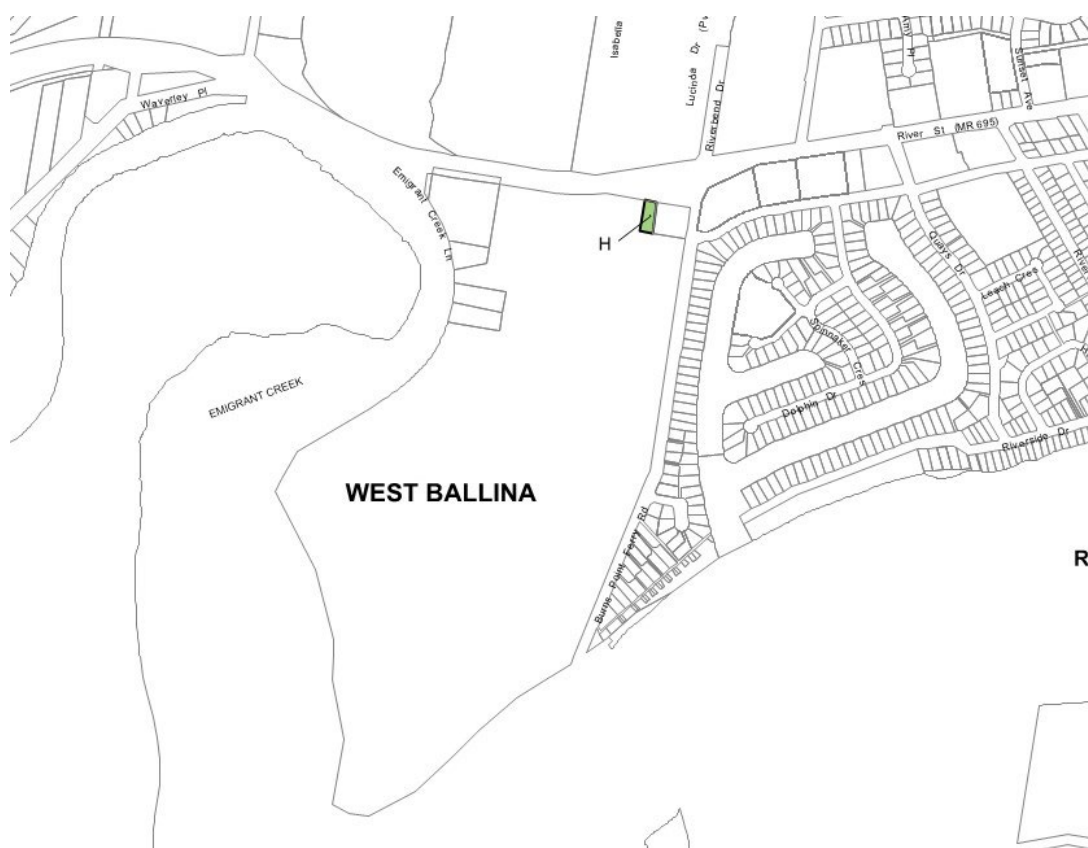 Isabella
Lucinda Dr (Pv
Riverbend Dr
Amy Pl
Sunset Ave
Waverley Pl
River St (MR 695)
Emigrant Creek Ln
H
Quays Dr
Leach Cres
Spinnaker Cres
Dolphin Dr
EMIGRANT CREEK
Riverside Dr
WEST BALLINA
Burns Point Ferry Rd
R